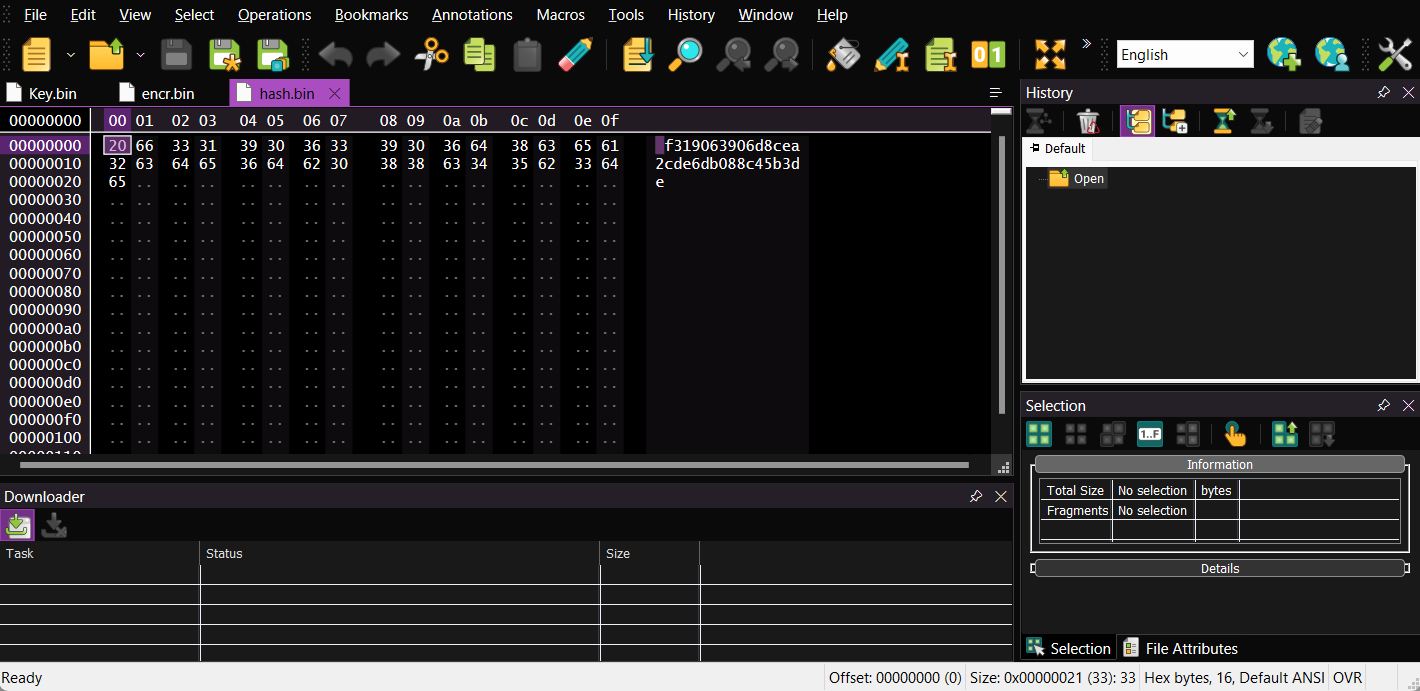 File Edit View Select Operations Bookmarks Annotations Macros Tools History Window Help
01 » English
Key.bin encr.bin hash.bin
00000000 00 01 02 03 04 05 06 07 08 09 0a 0b 0c 0d 0e 0f
00000000 20 66 33 31 39 30 36 33 39 30 36 64 38 63 65 61 f319063906d8cea
00000010 32 63 64 65 36 64 62 30 38 38 63 34 35 62 33 64 2cde6db088c45b3d
00000020 65 .. .. .. .. .. .. .. .. .. .. .. .. .. .. .. e
00000030 .. .. .. .. .. .. .. .. .. .. .. .. .. .. .. ..
00000040 .. .. .. .. .. .. .. .. .. .. .. .. .. .. .. ..
00000050 .. .. .. .. .. .. .. .. .. .. .. .. .. .. .. ..
00000060 .. .. .. .. .. .. .. .. .. .. .. .. .. .. .. ..
00000070 .. .. .. .. .. .. .. .. .. .. .. .. .. .. .. ..
00000080 .. .. .. .. .. .. .. .. .. .. .. .. .. .. .. ..
00000090 .. .. .. .. .. .. .. .. .. .. .. .. .. .. .. ..
000000a0 .. .. .. .. .. .. .. .. .. .. .. .. .. .. .. ..
000000b0 .. .. .. .. .. .. .. .. .. .. .. .. .. .. .. ..
000000c0 .. .. .. .. .. .. .. .. .. .. .. .. .. .. .. ..
000000d0 .. .. .. .. .. .. .. .. .. .. .. .. .. .. .. ..
000000e0 .. .. .. .. .. .. .. .. .. .. .. .. .. .. .. ..
000000f0 .. .. .. .. .. .. .. .. .. .. .. .. .. .. .. ..
00000100 .. .. .. .. .. .. .. .. .. .. .. .. .. .. .. ..
History
Default
Open
Selection
1..F
Information
Total Size No selection bytes
Fragments No selection
Details
Selection File Attributes
Downloader
Task Status Size
Ready Offset: 00000000 (0) Size: 0x00000021 (33): 33 Hex bytes, 16, Default ANSI OVR